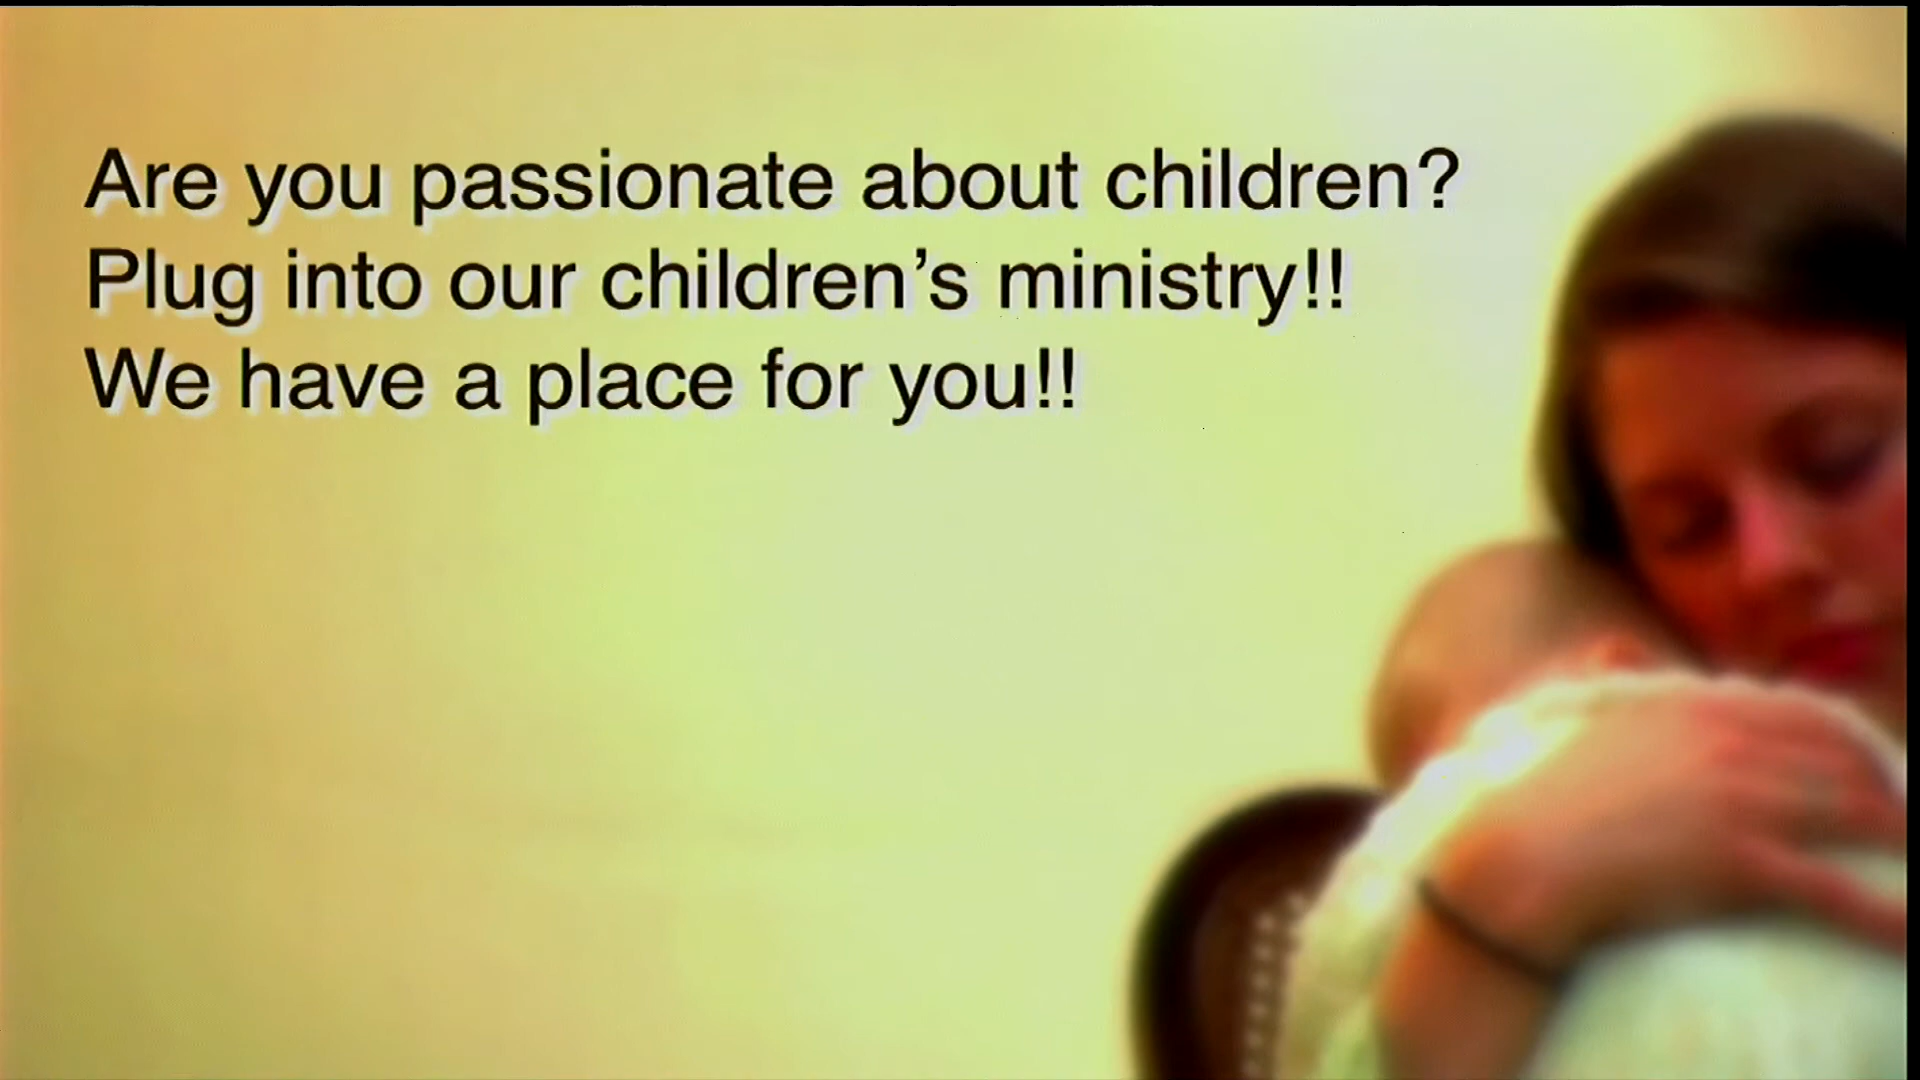 Are you passionate about children?
Plug into our children’s ministry!!
We have a place for you!!